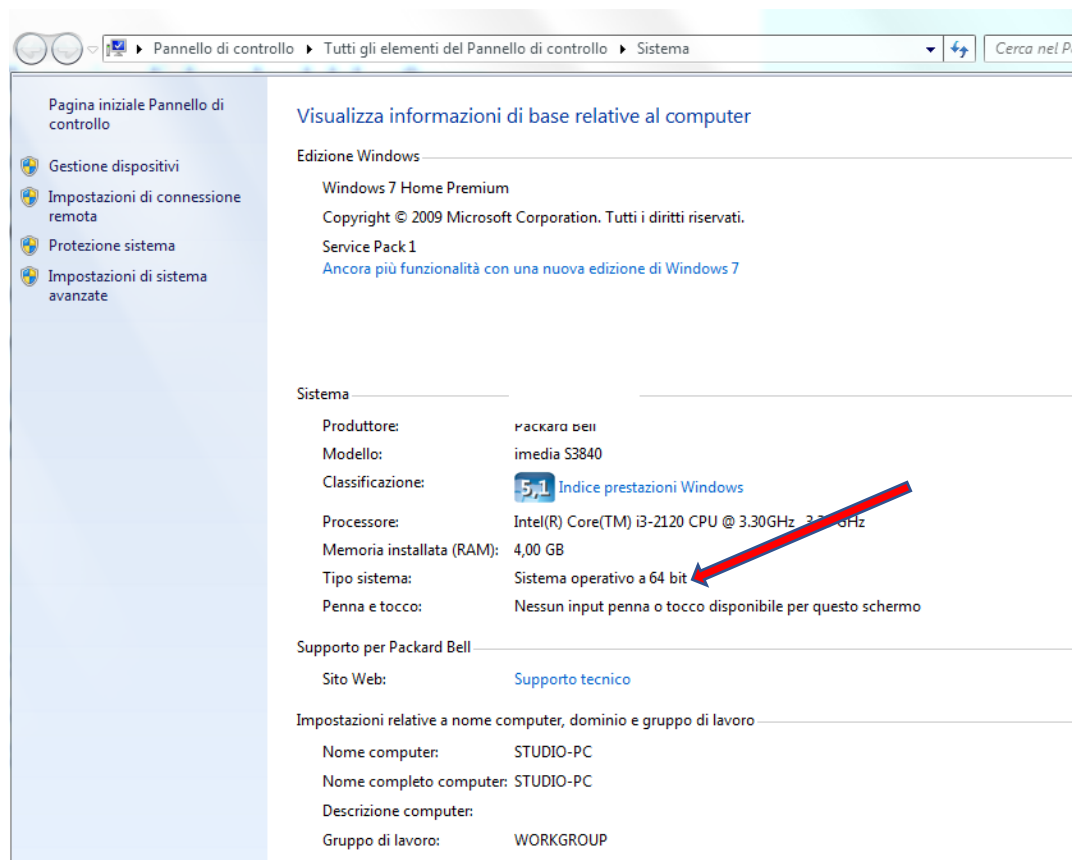 Pannello di controllo Tutti gli elementi del Pannello di controllo Sistema
Cerca nel
Pagina iniziale Pannello di
controllo
Gestione dispositivi
Impostazioni di connessione
remota
Protezione sistema
Impostazioni di sistema
avanzate
Visualizza informazioni di base relative al computer
Edizione Windows
Windows 7 Home Premium
Copyright © 2009 Microsoft Corporation. Tutti i diritti riservati.
Service Pack 1
Ancora più funzionalità con una nuova edizione di Windows 7
Sistema
Produttore: Packard Bell
Modello: imedia S3840
Classificazione: 5,1 Indice prestazioni Windows
Processore: Intel(R) Core(TM) i3-2120 CPU @ 3.30GHz
Memoria installata (RAM): 4,00 GB
Tipo sistema: Sistema operativo a 64 bit
Penna e tocco: Nessun input penna o tocco disponibile per questo schermo
Supporto per Packard Bell
Sito Web: Supporto tecnico
Impostazioni relative a nome computer, dominio e gruppo di lavoro
Nome computer: STUDIO-PC
Nome completo computer: STUDIO-PC
Descrizione computer:
Gruppo di lavoro: WORKGROUP